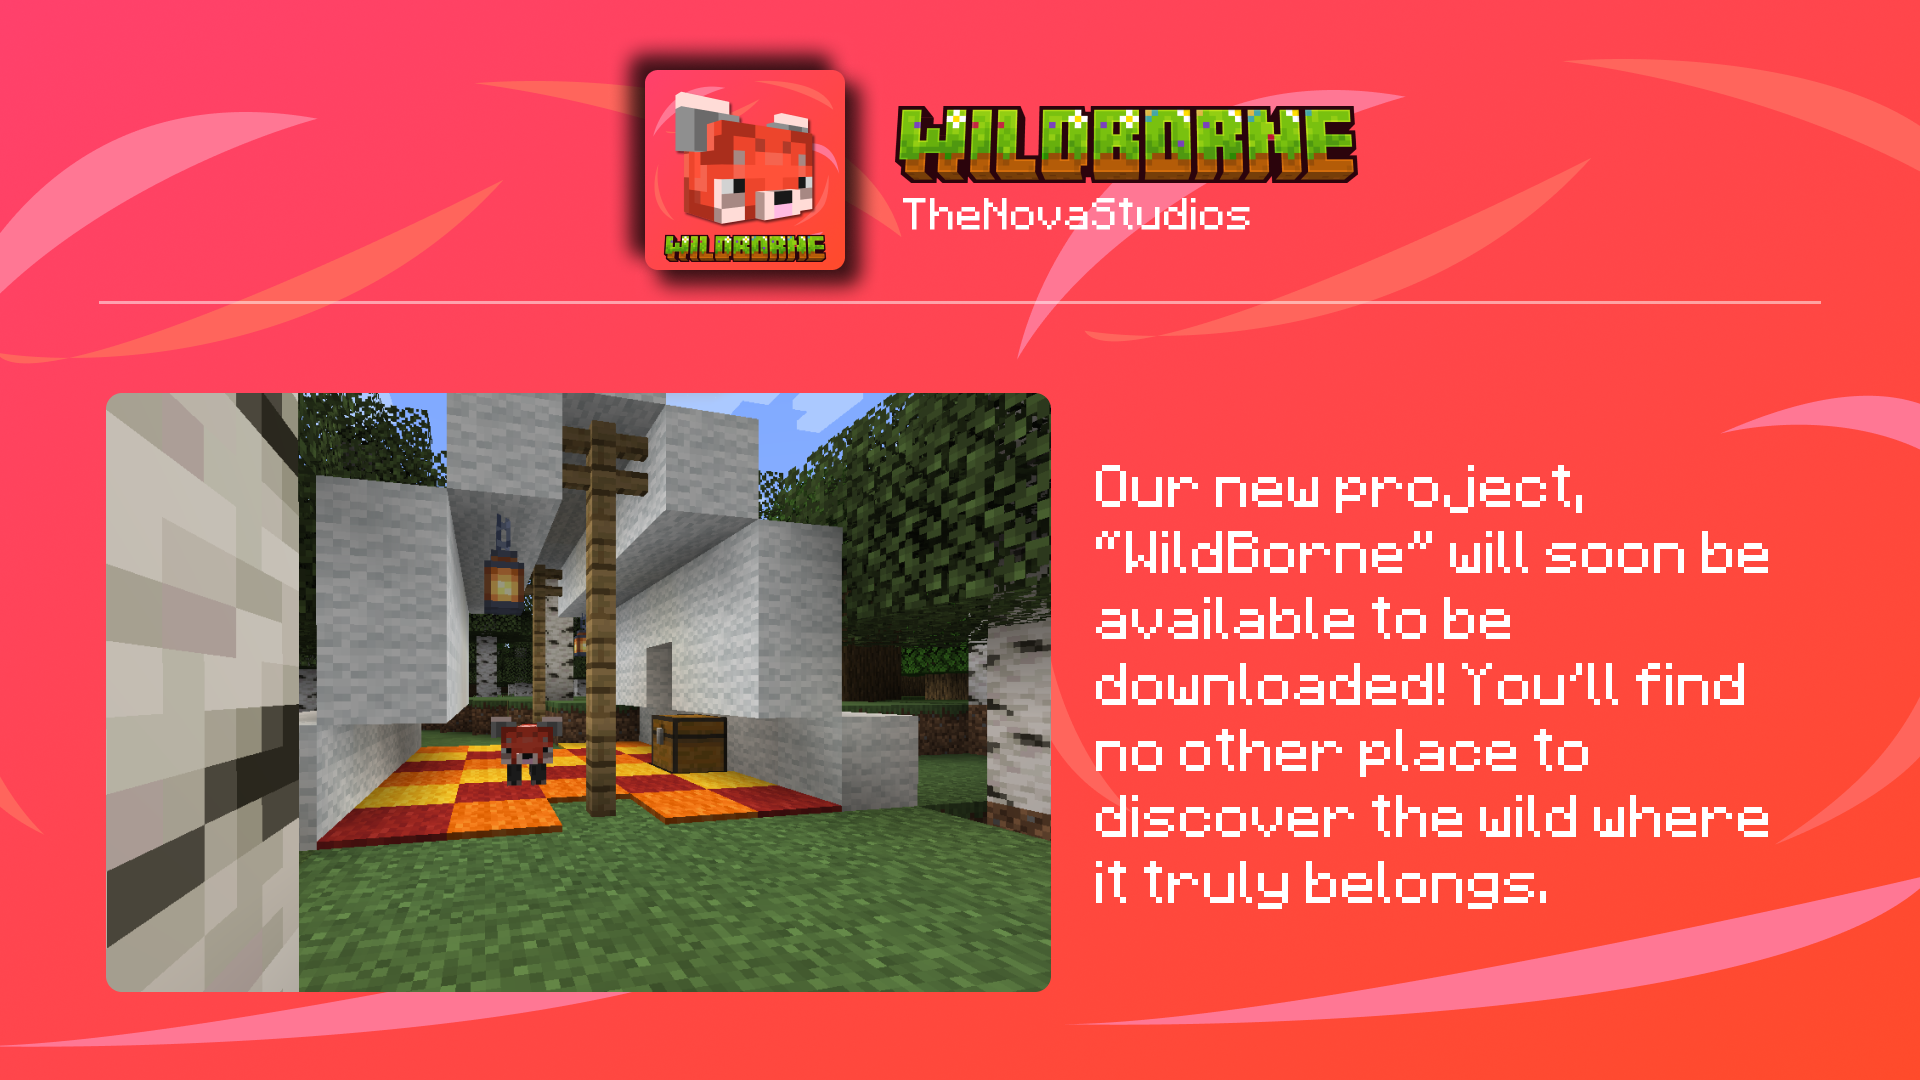 WILDBORNE
TheNovaStudios
WILDBORNE
Our new project,
"WildBorne" will soon be
available to be
downloaded! You'll find
no other place to
discover the wild where
it truly belongs.